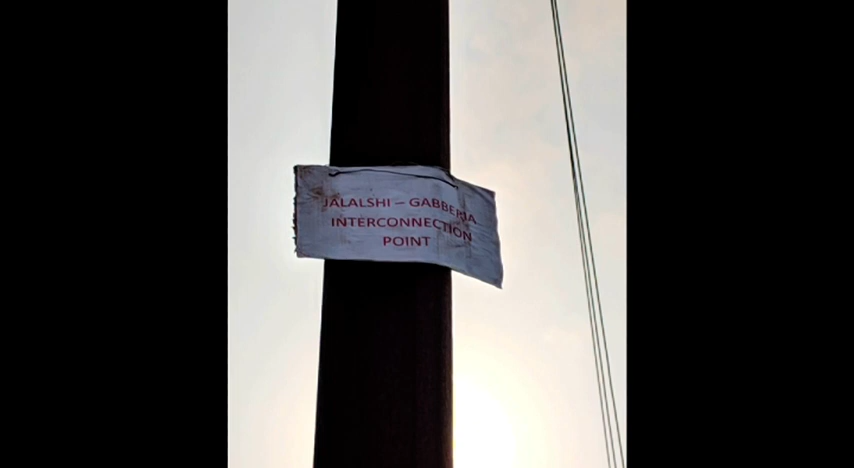 JALALSHI – GABBERIA
INTERCONNECTION
POINT